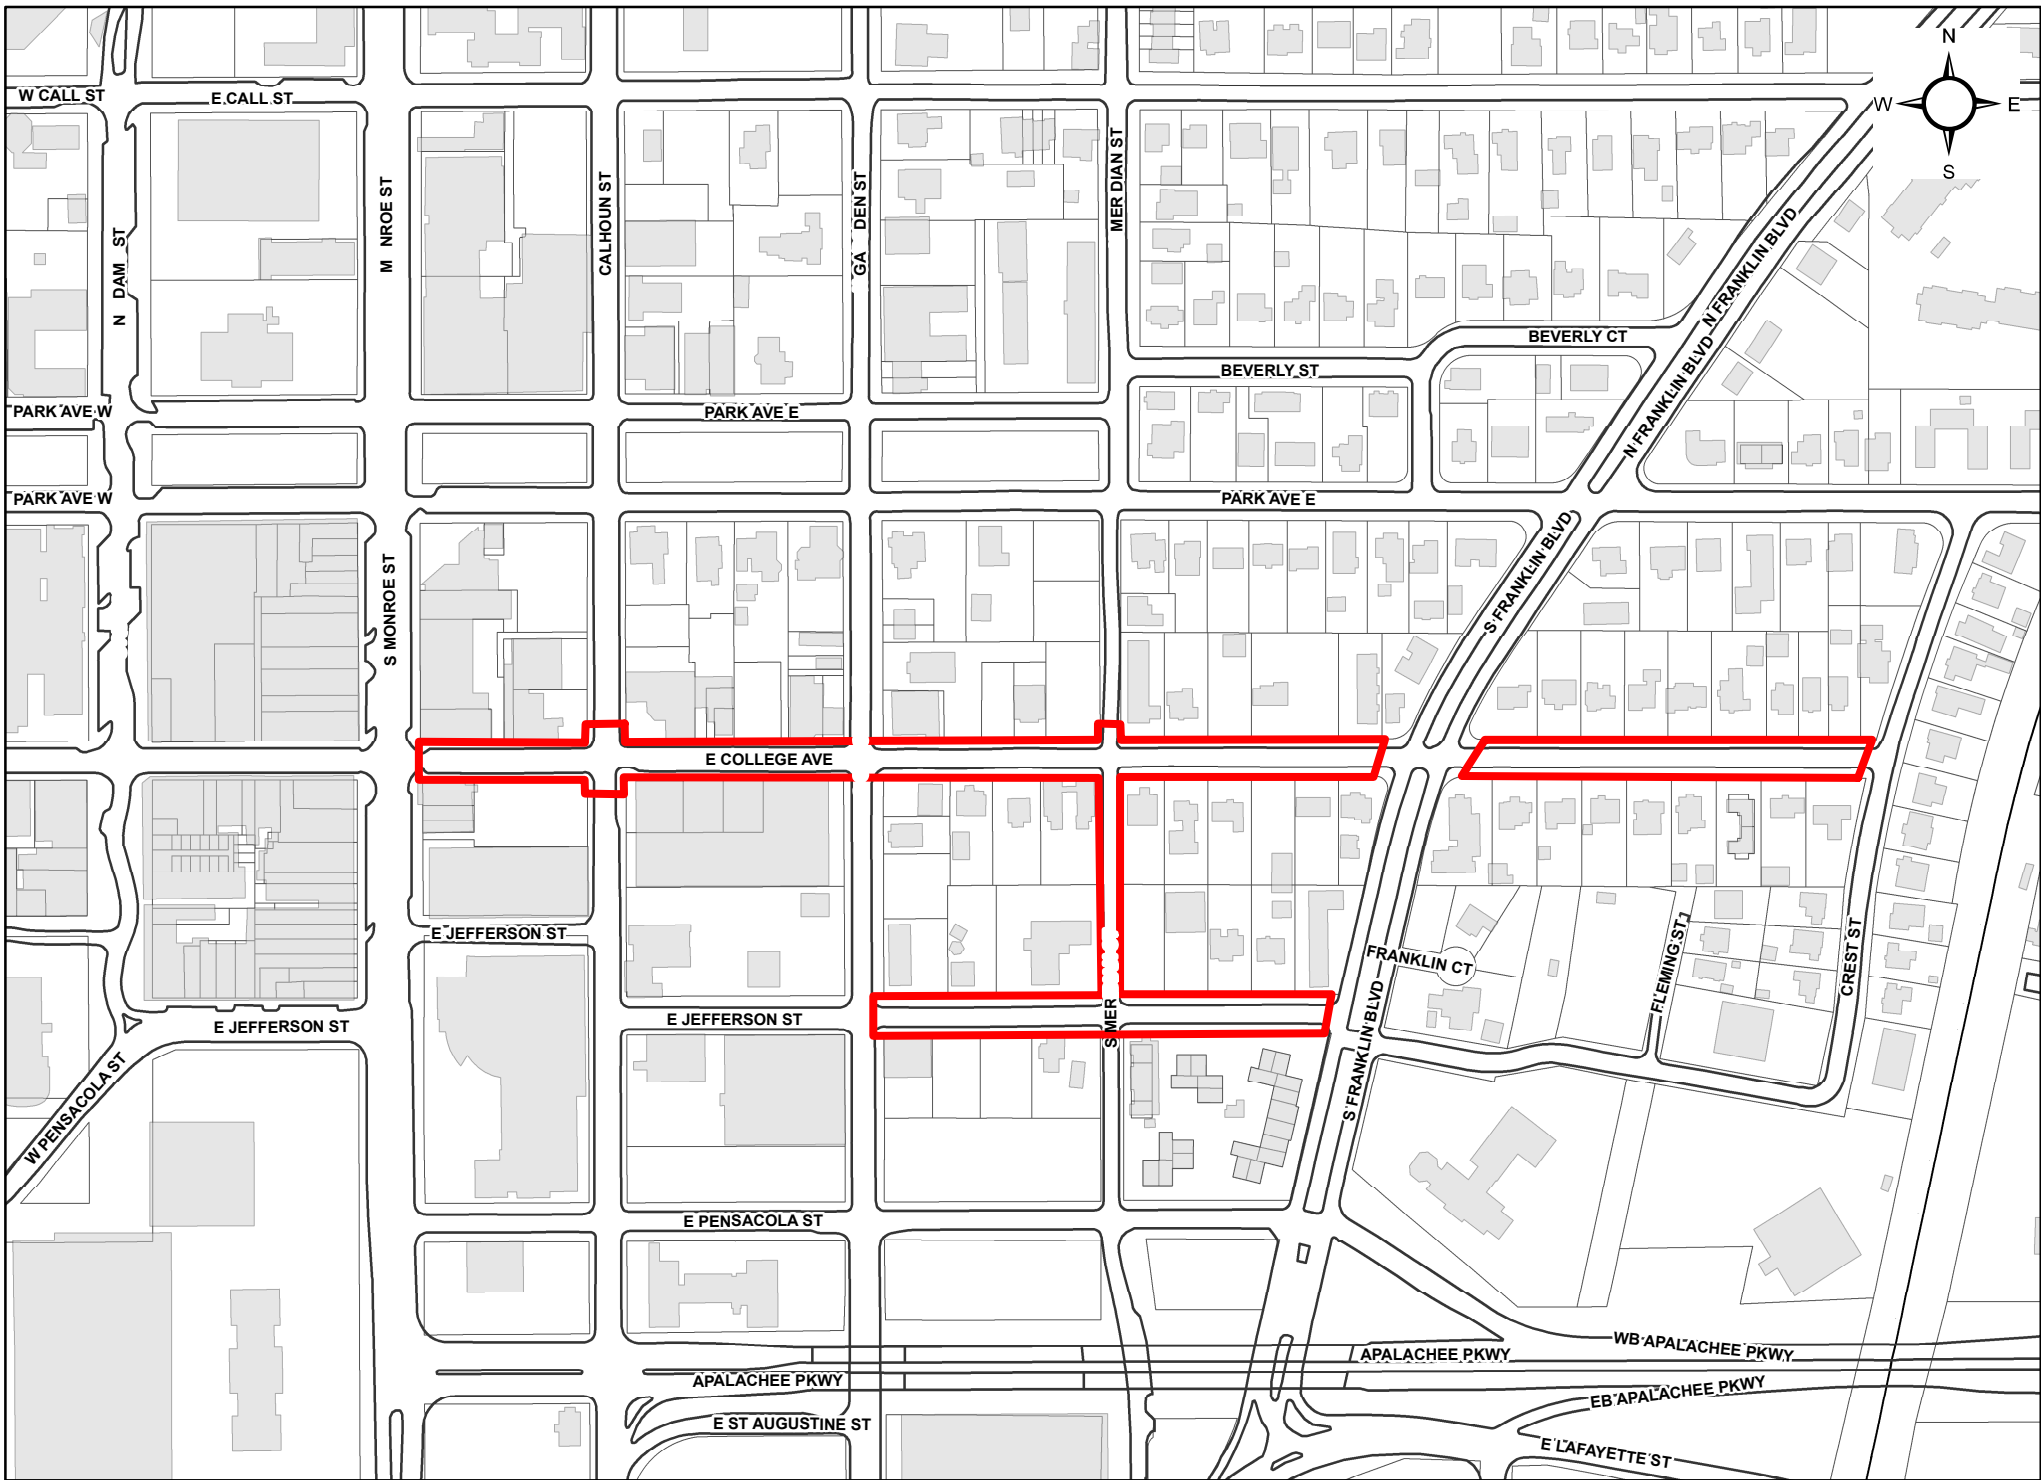 N
W
E
S
W CALL ST
E CALL ST
N DAM ST
M NROE ST
CALHOUN ST
GA DEN ST
MER DIAN ST
N FRANKLIN BLVD
N FRANKLIN BLVD
N FRANKLIN BLVD
BEVERLY CT
BEVERLY ST
PARK AVE W
PARK AVE E
PARK AVE W
PARK AVE E
S MONROE ST
S FRANKLIN BLVD
E COLLEGE AVE
E JEFFERSON ST
FRANKLIN CT
FLEMING ST
CREST ST
E JEFFERSON ST
E JEFFERSON ST
S MER
S FRANKLIN BLVD
W PENSACOLA ST
E PENSACOLA ST
WB APALACHEE PKWY
APALACHEE PKWY
APALACHEE PKWY
EB APALACHEE PKWY
E ST AUGUSTINE ST
E LAFAYETTE ST